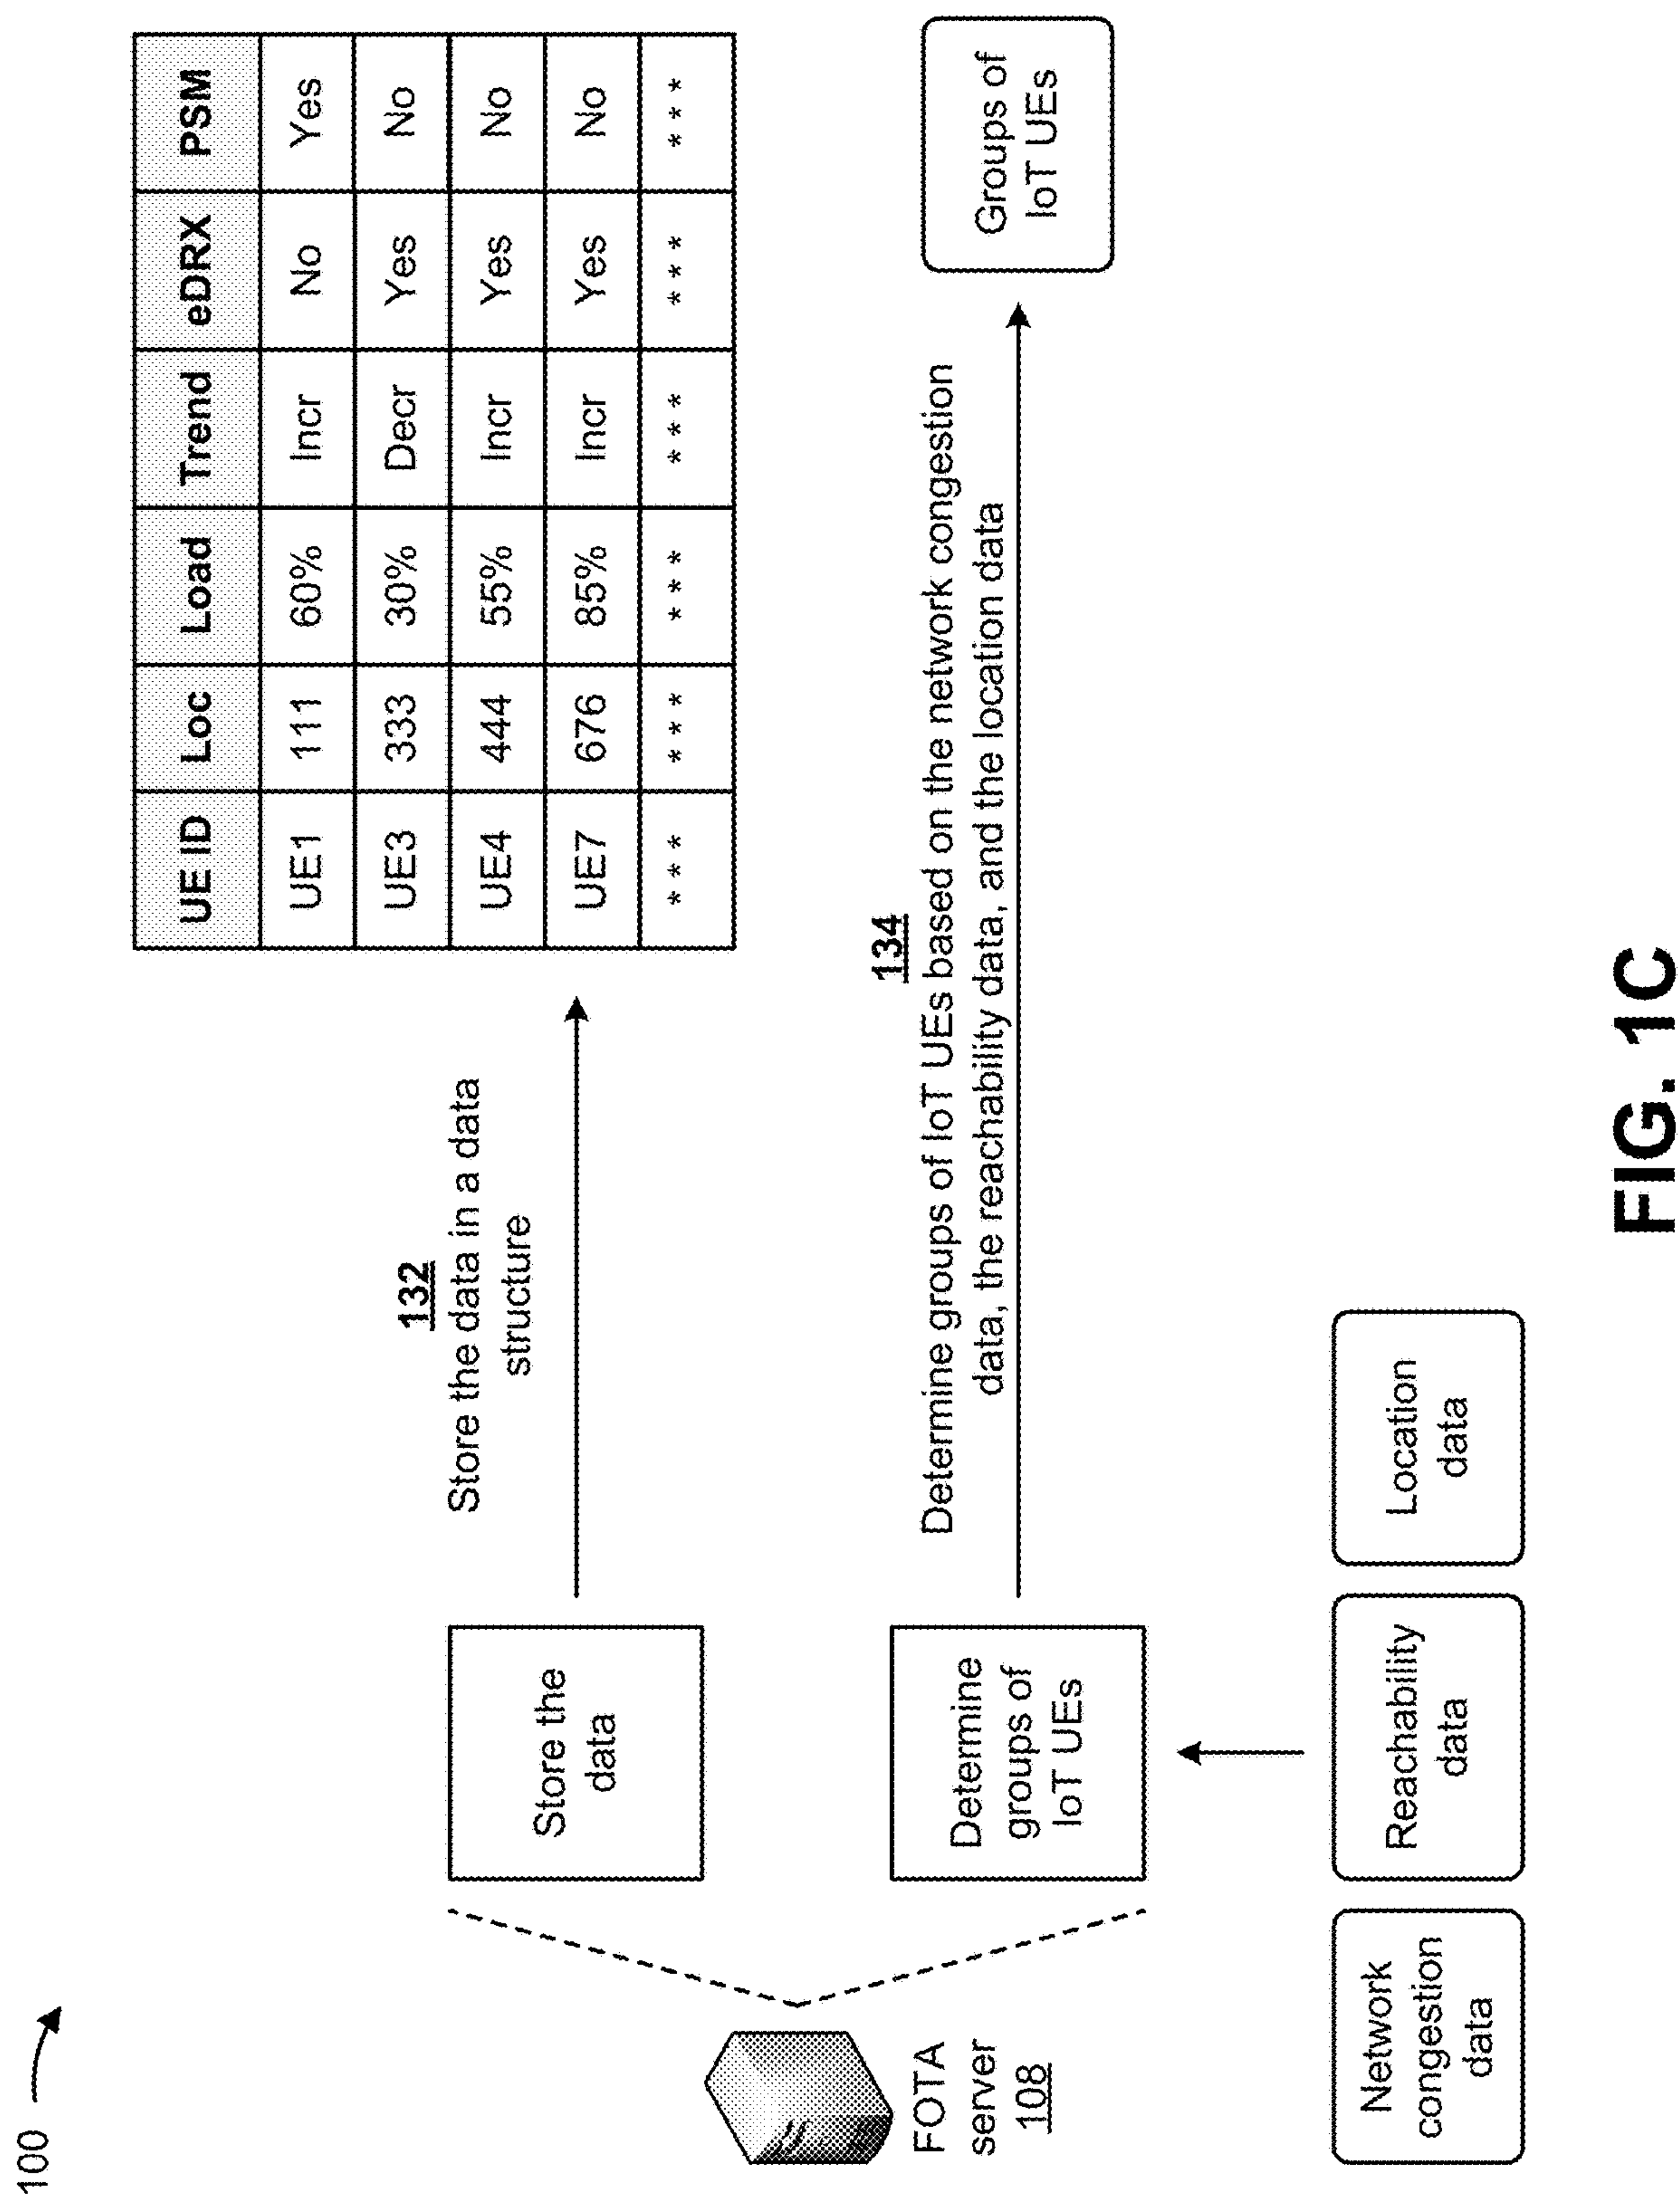 100
132
Store the data in a data
structure
UE ID Loc Load Trend eDRX PSM
UE1 111 60% Incr No Yes
UE3 333 30% Decr Yes No
UE4 444 55% Incr Yes No
UE7 676 85% Incr Yes No
*** *** *** *** *** ***
Store the
data
FOTA
server
108
134
Determine groups of IoT UEs based on the network congestion
data, the reachability data, and the location data
Determine
groups of
IoT UEs
Groups of
IoT UEs
Network
congestion
data
Reachability
data
Location
data
FIG. 1C